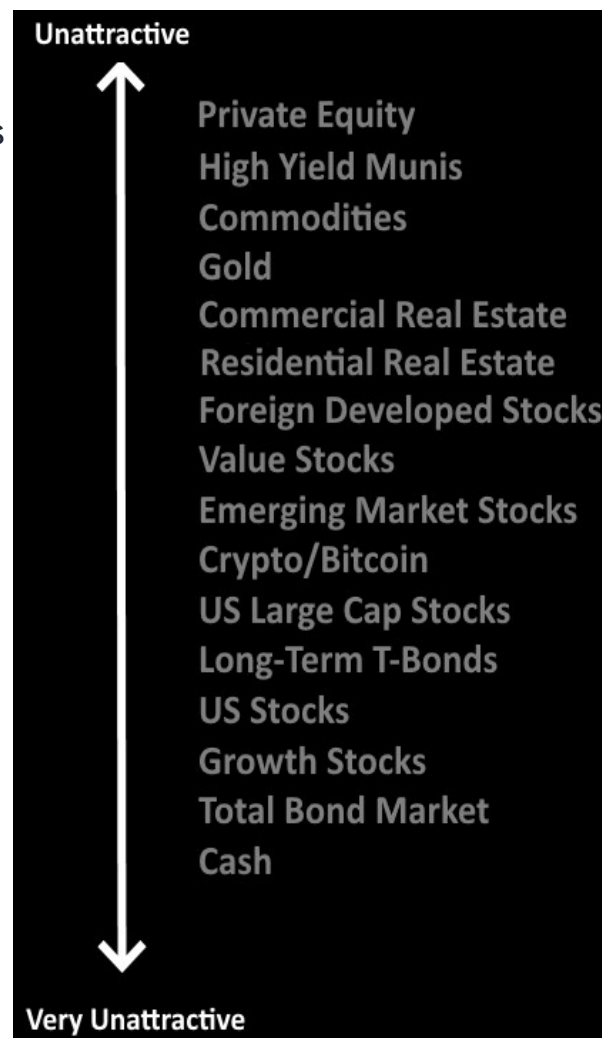 Unattractive
s
Private Equity
High Yield Munis
Commodities
Gold
Commercial Real Estate
Residential Real Estate
Foreign Developed Stocks
Value Stocks
Emerging Market Stocks
Crypto/Bitcoin
US Large Cap Stocks
Long-Term T-Bonds
US Stocks
Growth Stocks
Total Bond Market
Cash
Very Unattractive